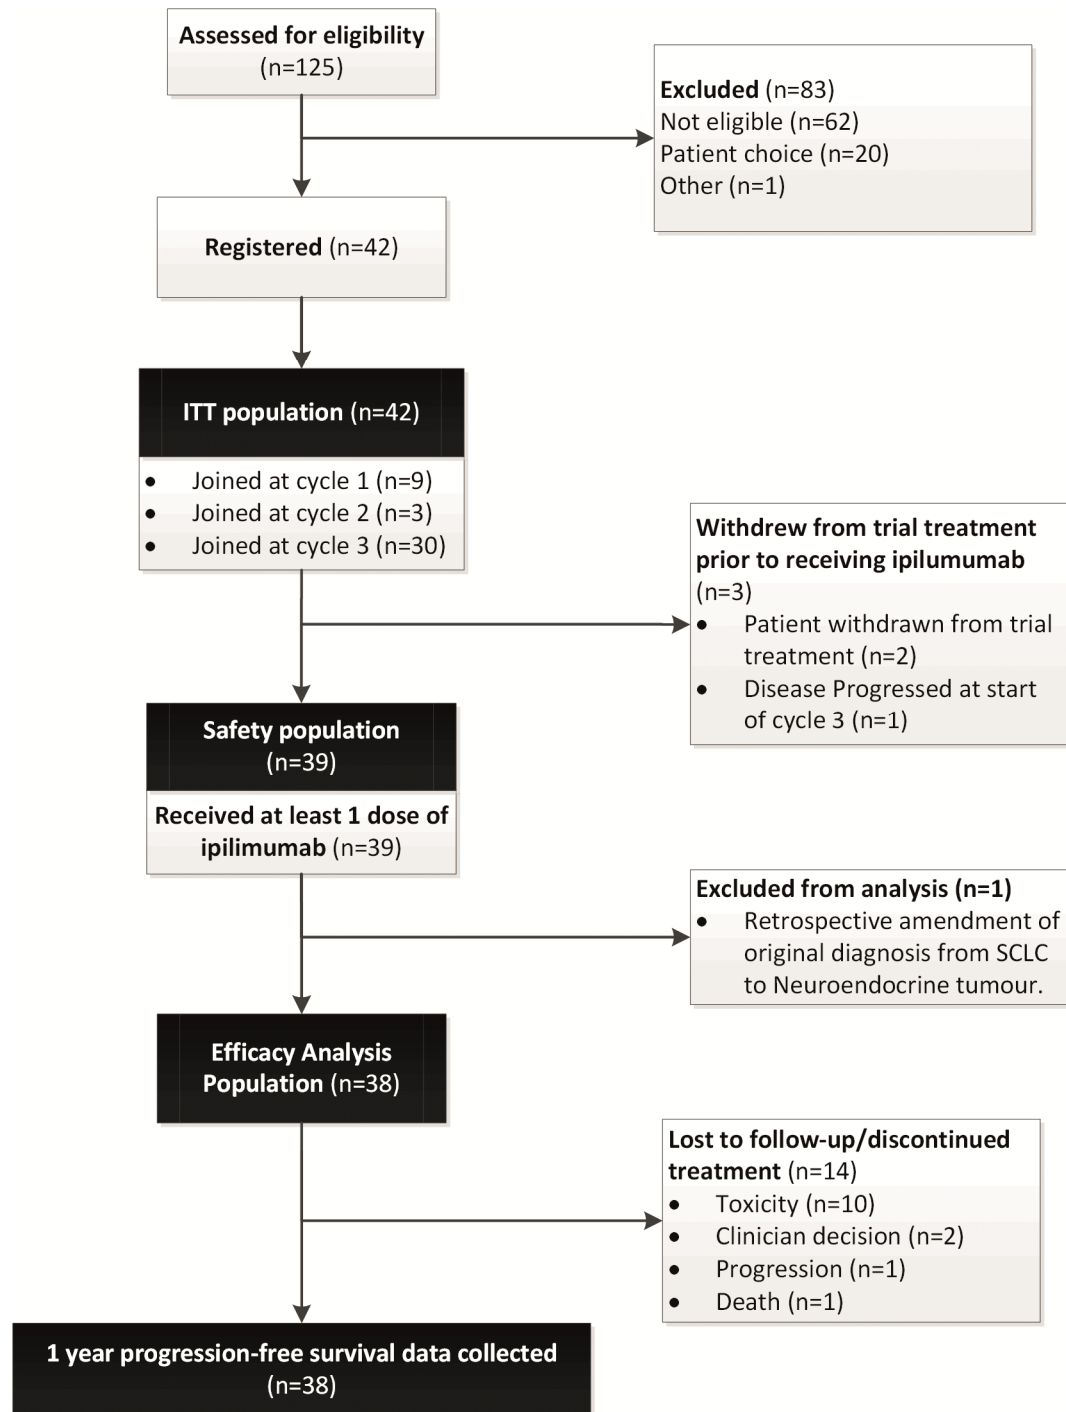 Assessed for eligibility
(n=125)
Excluded (n=83)
Not eligible (n=62)
Patient choice (n=20)
Other (n=1)
Registered (n=42)
ITT population (n=42)
• Joined at cycle 1 (n=9)
• Joined at cycle 2 (n=3)
• Joined at cycle 3 (n=30)
Withdrew from trial treatment
prior to receiving ipilumumab
(n=3)
• Patient withdrawn from trial
treatment (n=2)
• Disease Progressed at start
of cycle 3 (n=1)
Safety population
(n=39)
Received at least 1 dose of
ipilimumab (n=39)
Excluded from analysis (n=1)
• Retrospective amendment of
original diagnosis from SCLC
to Neuroendocrine tumour.
Efficacy Analysis
Population (n=38)
Lost to follow-up/discontinued
treatment (n=14)
• Toxicity (n=10)
• Clinician decision (n=2)
• Progression (n=1)
• Death (n=1)
1 year progression-free survival data collected
(n=38)